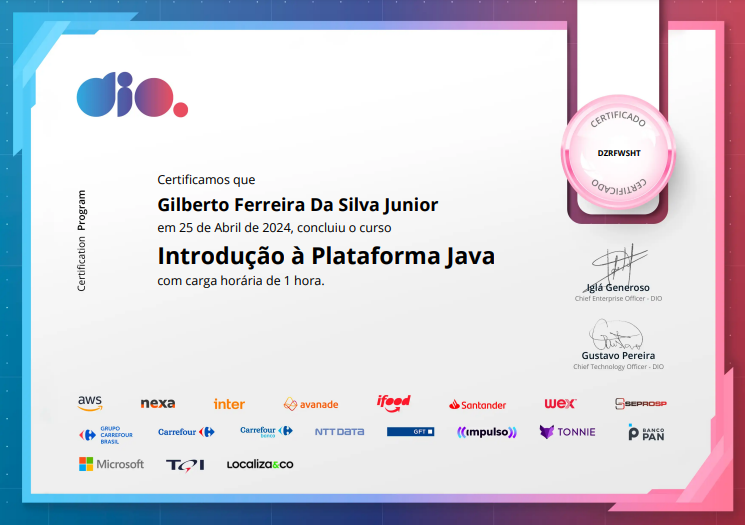 dio.
CERTIFICADO
DZRFWSHT
CERTIFICADO
Certification Program
Certificamos que
Gilberto Ferreira Da Silva Junior
em 25 de Abril de 2024, concluiu o curso
Introdução à Plataforma Java
com carga horária de 1 hora.
Iglá Generoso
Chief Enterprise Officer - DIO
Gustavo Pereira
Chief Technology Officer - DIO
aws nexa inter avanade ifood Santander wex SEPROSP
GRUPO CARREFOUR BRASIL Carrefour Carrefour banco NTT DATA GFT impulso TONNIE BANCO PAN
Microsoft TQI Localiza&co